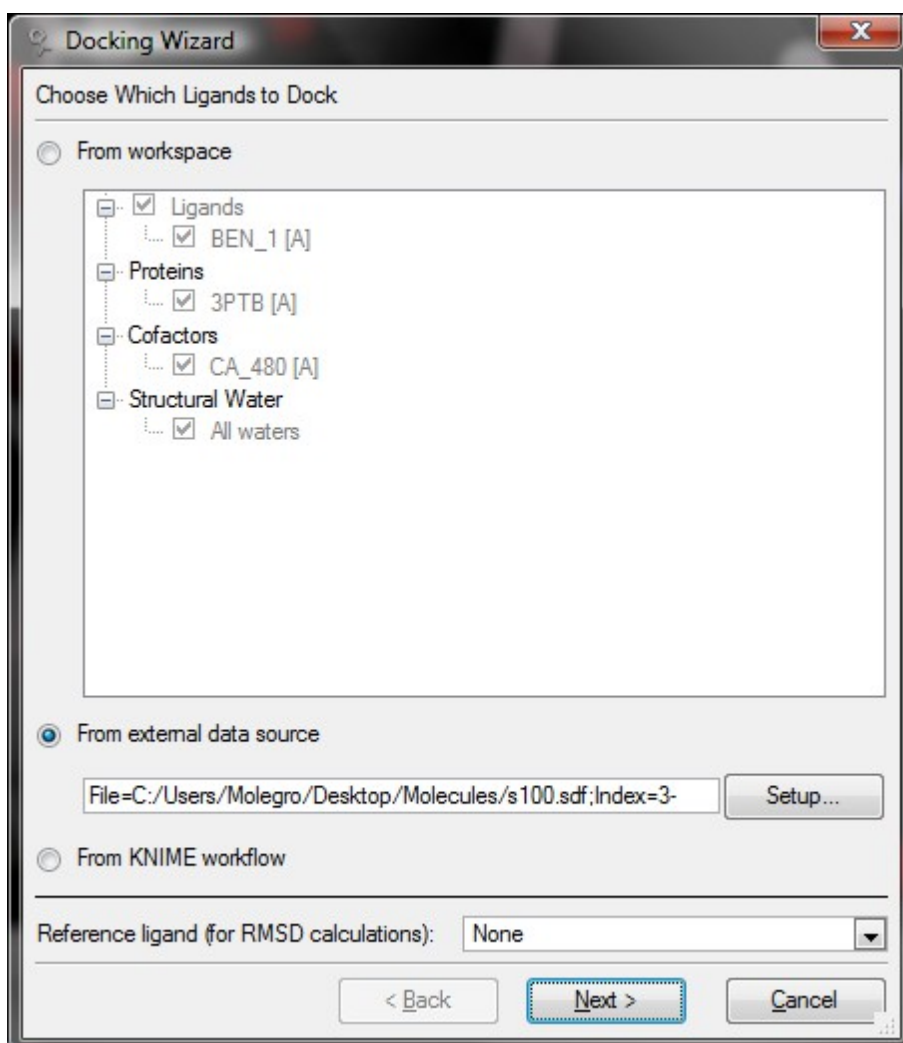 Docking Wizard
Choose Which Ligands to Dock
From workspace
Ligands
BEN_1 [A]
Proteins
3PTB [A]
Cofactors
CA_480 [A]
Structural Water
All waters
From external data source
File=C:/Users/Molegro/Desktop/Molecules/s100.sdf;Index=3- Setup...
From KNIME workflow
Reference ligand (for RMSD calculations): None
< Back Next > Cancel